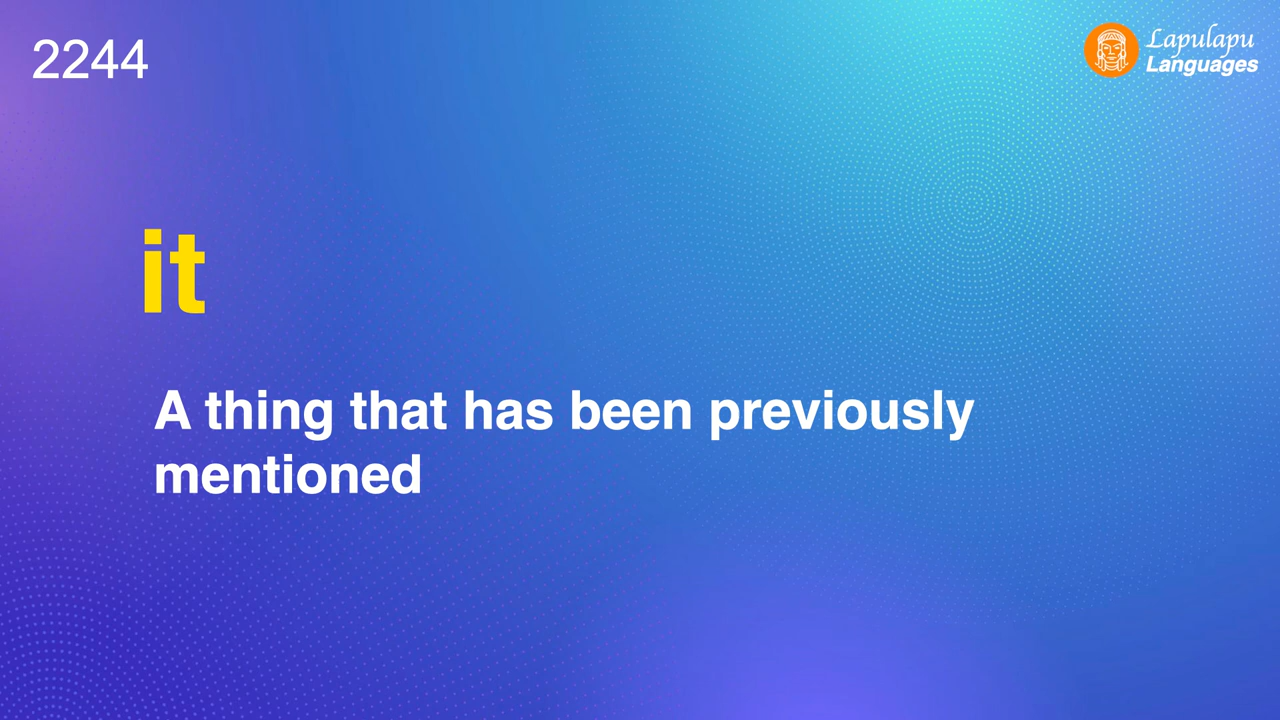 2244
Lapulapu
Languages
it
A thing that has been previously
mentioned